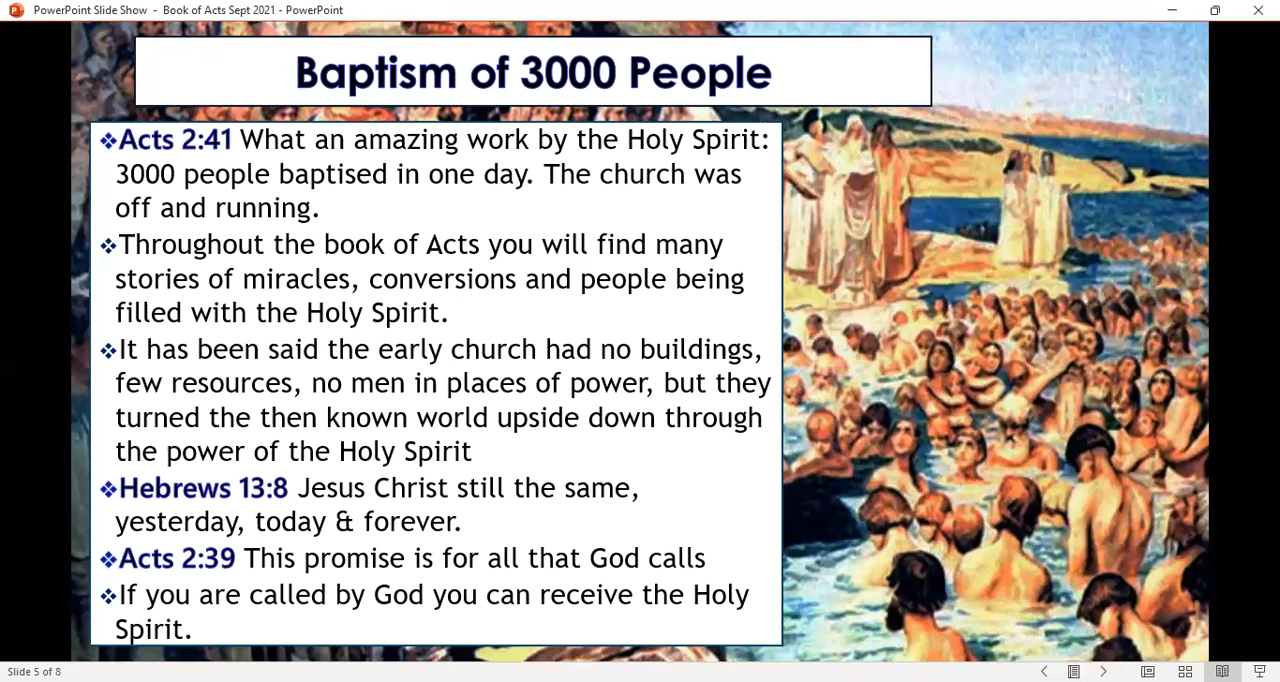 PowerPoint Slide Show - Book of Acts Sept 2021 - PowerPoint
Baptism of 3000 People
❖Acts 2:41 What an amazing work by the Holy Spirit:
3000 people baptised in one day. The church was
off and running.
❖Throughout the book of Acts you will find many
stories of miracles, conversions and people being
filled with the Holy Spirit.
❖It has been said the early church had no buildings,
few resources, no men in places of power, but they
turned the then known world upside down through
the power of the Holy Spirit
❖Hebrews 13:8 Jesus Christ still the same,
yesterday, today & forever.
❖Acts 2:39 This promise is for all that God calls
❖If you are called by God you can receive the Holy
Spirit.
Slide 5 of 8